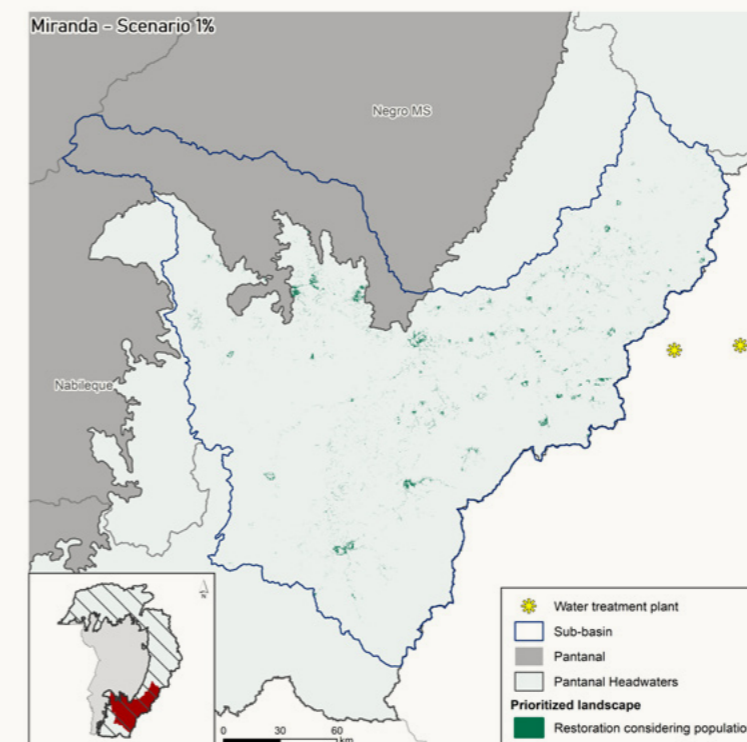 Miranda - Scenario 1%
Negro MS
Nabileque
N
0 30 60
km
Water treatment plant
Sub-basin
Pantanal
Pantanal Headwaters
Prioritized landscape
Restoration considering populatio